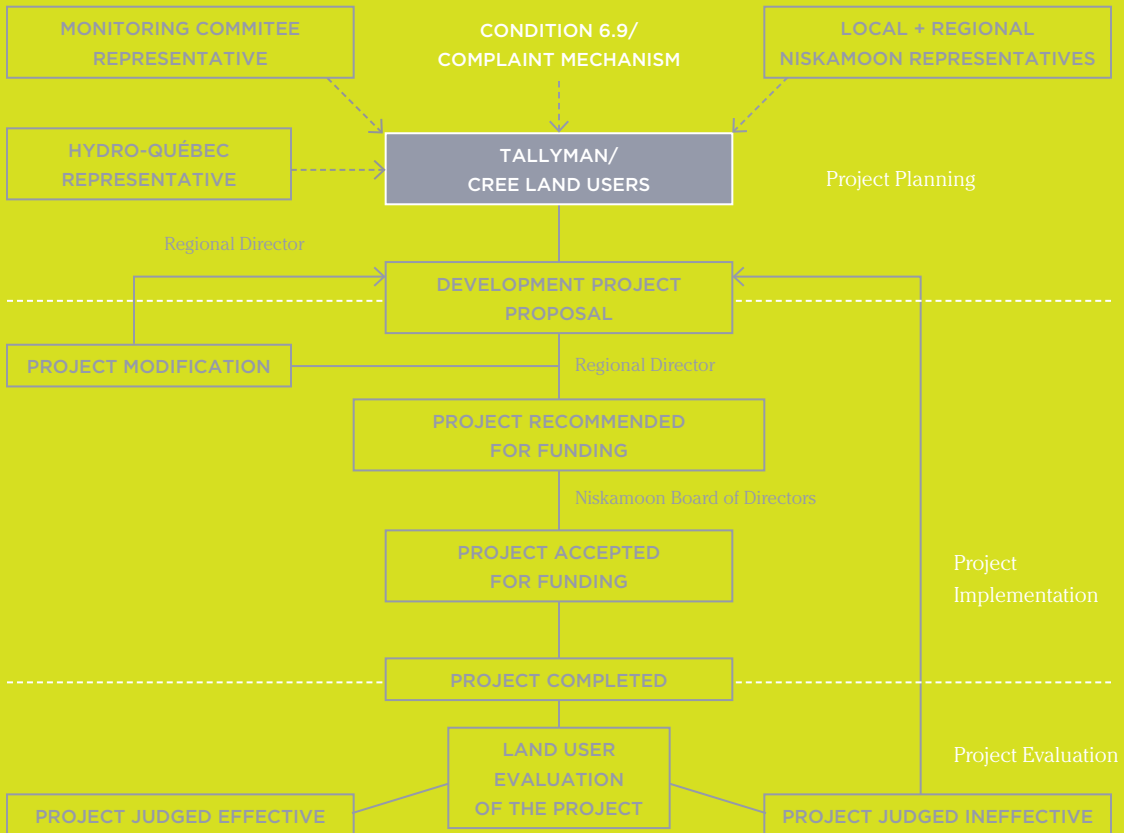 MONITORING COMMITEE
REPRESENTATIVE
CONDITION 6.9/
COMPLAINT MECHANISM
LOCAL + REGIONAL
NISKAMOON REPRESENTATIVES
HYDRO-QUÉBEC
REPRESENTATIVE
TALLYMAN/
CREE LAND USERS
Project Planning
Regional Director
DEVELOPMENT PROJECT
PROPOSAL
PROJECT MODIFICATION
Regional Director
PROJECT RECOMMENDED
FOR FUNDING
Niskamoon Board of Directors
PROJECT ACCEPTED
FOR FUNDING
Project
Implementation
PROJECT COMPLETED
LAND USER
EVALUATION
OF THE PROJECT
Project Evaluation
PROJECT JUDGED EFFECTIVE
PROJECT JUDGED INEFFECTIVE